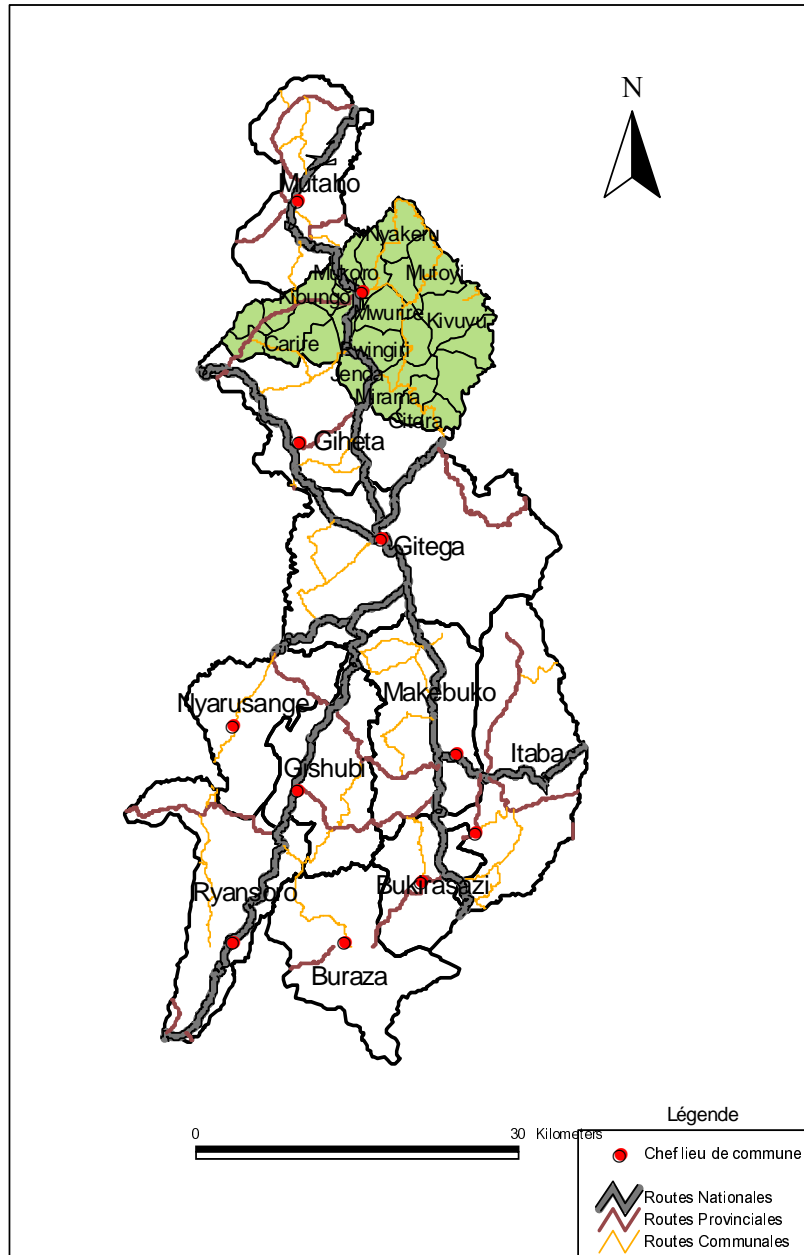 N
Mutaho
Nyakeru
Mukoro
Mutoyi
Kibungo
Mwurire
Kivuvu
Carire
Rwingiri
Jenda
Mirama
Gitara
Giheta
Gitega
Makebuko
Nyarusange
Itaba
Gishubi
Bukirasazi
Ryansoro
Buraza
0
30 Kilometers
Légende
Chef lieu de commune
Routes Nationales
Routes Provinciales
Routes Communales